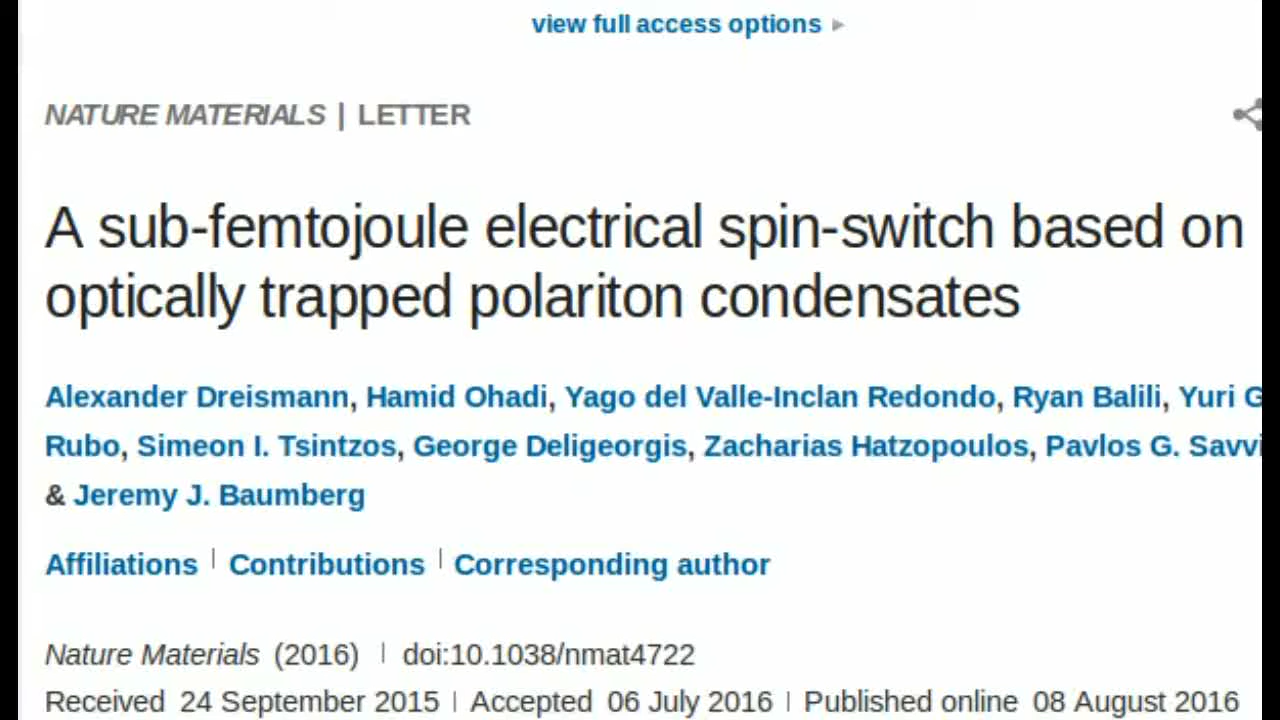 view full access options ▸
NATURE MATERIALS | LETTER
A sub-femtojoule electrical spin-switch based on
optically trapped polariton condensates
Alexander Dreismann, Hamid Ohadi, Yago del Valle-Inclan Redondo, Ryan Balili, Yuri G
Rubo, Simeon I. Tsintzos, George Deligeorgis, Zacharias Hatzopoulos, Pavlos G. Savvi
& Jeremy J. Baumberg
Affiliations | Contributions | Corresponding author
Nature Materials (2016) | doi:10.1038/nmat4722
Received 24 September 2015 | Accepted 06 July 2016 | Published online 08 August 2016